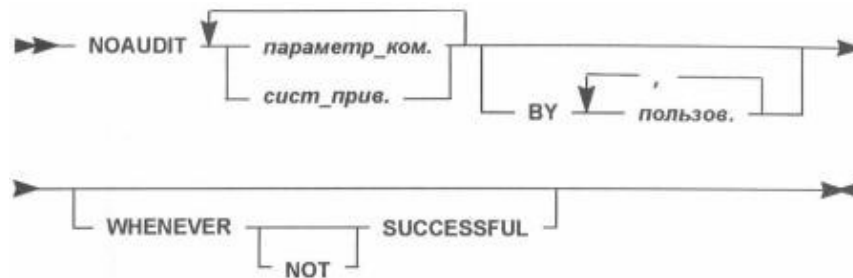 NOAUDIT параметр_ком.
сист_прив.
,
BY пользов.
WHENEVER SUCCESSFUL
NOT